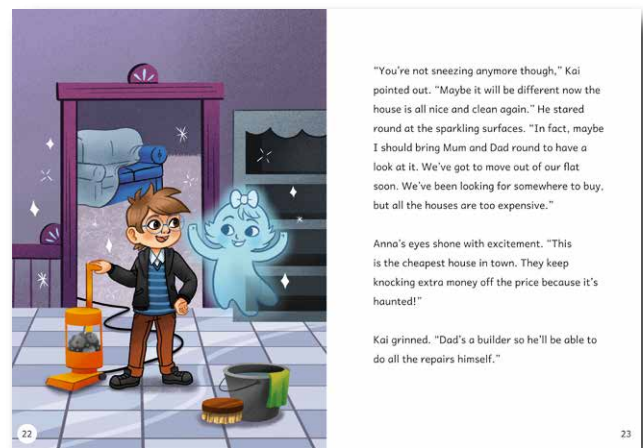 "You're not sneezing anymore though," Kai
pointed out. "Maybe it will be different now the
house is all nice and clean again." He stared
round at the sparkling surfaces. "In fact, maybe
I should bring Mum and Dad round to have a
look at it. We've got to move out of our flat
soon. We've been looking for somewhere to buy,
but all the houses are too expensive."
Anna's eyes shone with excitement. "This
is the cheapest house in town. They keep
knocking extra money off the price because it's
haunted!"
Kai grinned. "Dad's a builder so he'll be able to
do all the repairs himself."
22
23